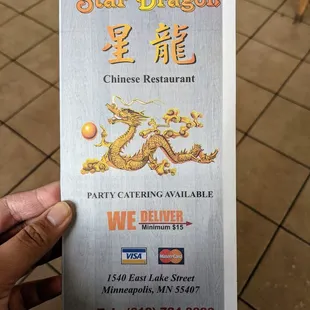 Star Dragon
星龍
Chinese Restaurant
PARTY CATERING AVAILABLE
WE DELIVER
Minimum $15
VISA MasterCard
1540 East Lake Street
Minneapolis, MN 55407